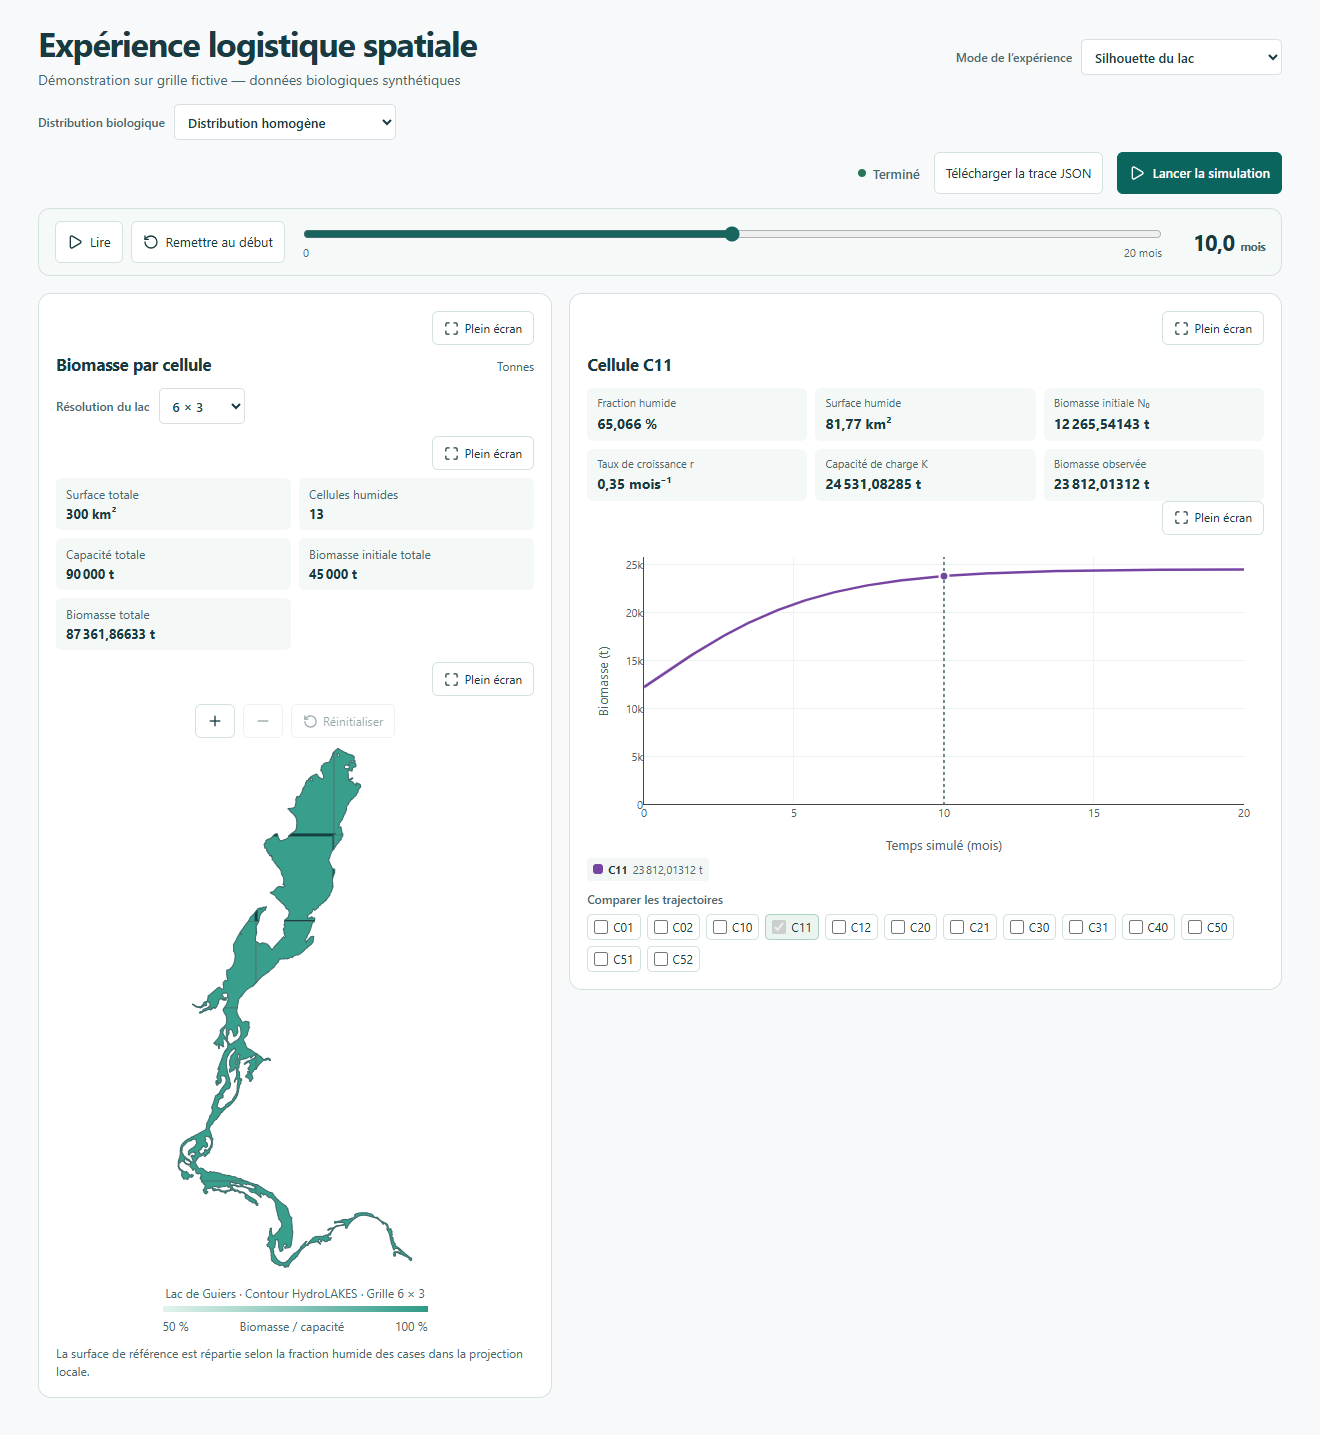 Expérience logistique spatiale
Démonstration sur grille fictive — données biologiques synthétiques
Mode de l'expérience
Silhouette du lac
Distribution biologique
Distribution homogène
Terminé
Télécharger la trace JSON
Lancer la simulation
Lire
Remettre au début
0
20 mois
10,0 mois
Plein écran
Biomasse par cellule
Tonnes
Résolution du lac
6 × 3
Plein écran
Surface totale
300 km²
Cellules humides
13
Capacité totale
90 000 t
Biomasse initiale totale
45 000 t
Biomasse totale
87 361,86633 t
Plein écran
+
−
Réinitialiser
Lac de Guiers · Contour HydroLAKES · Grille 6 × 3
50 %
Biomasse / capacité
100 %
La surface de référence est répartie selon la fraction humide des cases dans la projection
locale.
Plein écran
Cellule C11
Fraction humide
65,066 %
Surface humide
81,77 km²
Biomasse initiale N₀
12 265,54143 t
Taux de croissance r
0,35 mois⁻¹
Capacité de charge K
24 531,08285 t
Biomasse observée
23 812,01312 t
Plein écran
Biomasse (t)
25k
20k
15k
10k
5k
0
0
5
10
15
20
Temps simulé (mois)
C11 23 812,01312 t
Comparer les trajectoires
C01
C02
C10
C11
C12
C20
C21
C30
C31
C40
C50
C51
C52